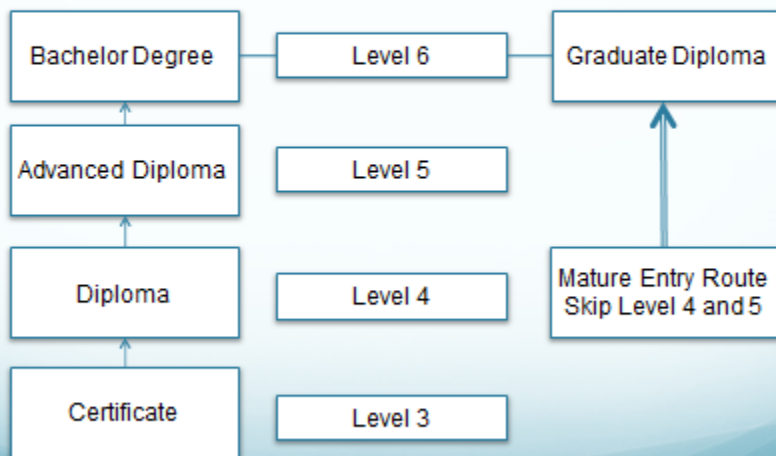 Bachelor Degree
Level 6
Graduate Diploma
Advanced Diploma
Level 5
Diploma
Level 4
Mature Entry Route
Skip Level 4 and 5
Certificate
Level 3